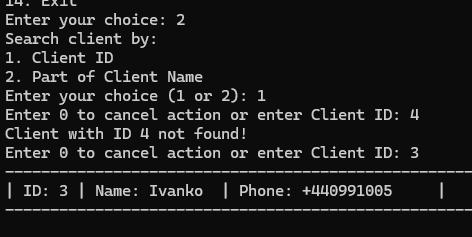 14. Exit
Enter your choice: 2
Search client by:
1. Client ID
2. Part of Client Name
Enter your choice (1 or 2): 1
Enter 0 to cancel action or enter Client ID: 4
Client with ID 4 not found!
Enter 0 to cancel action or enter Client ID: 3
----------------------------------------------------
| ID: 3 | Name: Ivanko  | Phone: +440991005     |
----------------------------------------------------